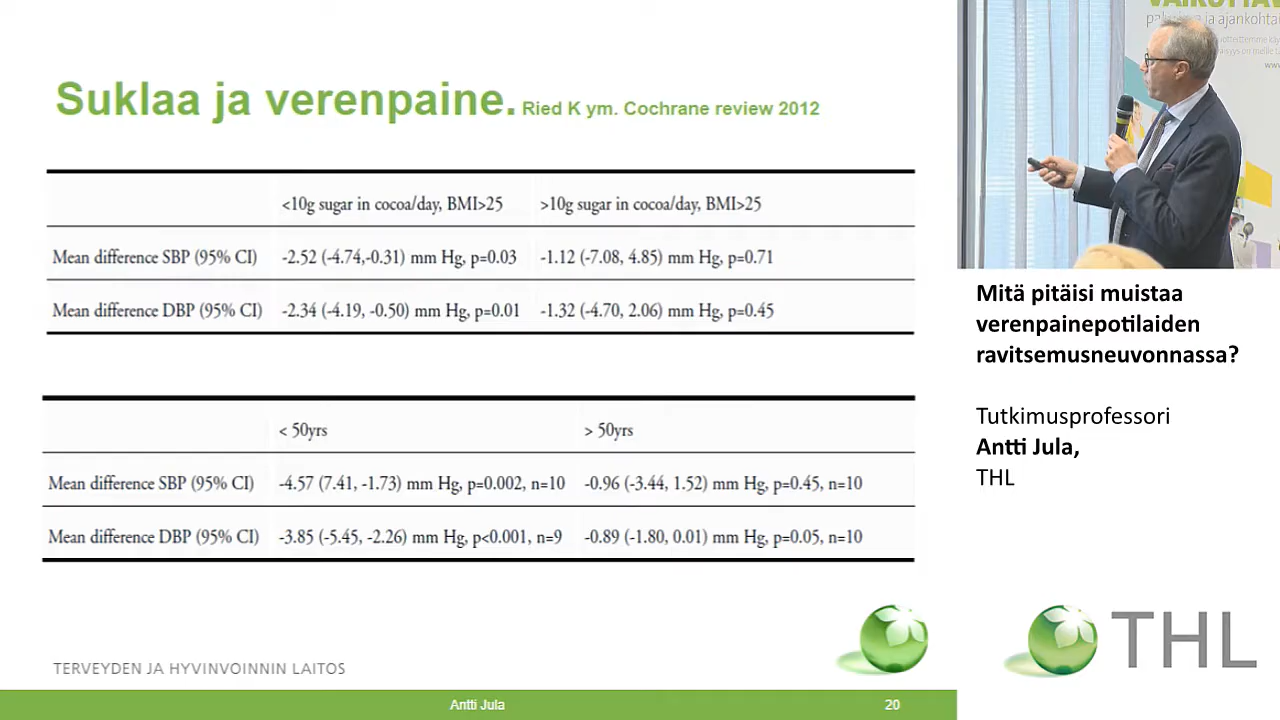 Suklaa ja verenpaine. Ried K ym. Cochrane review 2012
<10g sugar in cocoa/day, BMI>25 >10g sugar in cocoa/day, BMI>25
Mean difference SBP (95% CI) -2.52 (-4.74,-0.31) mm Hg, p=0.03 -1.12 (-7.08, 4.85) mm Hg, p=0.71
Mean difference DBP (95% CI) -2.34 (-4.19, -0.50) mm Hg, p=0.01 -1.32 (-4.70, 2.06) mm Hg, p=0.45
< 50yrs > 50yrs
Mean difference SBP (95% CI) -4.57 (7.41, -1.73) mm Hg, p=0.002, n=10 -0.96 (-3.44, 1.52) mm Hg, p=0.45, n=10
Mean difference DBP (95% CI) -3.85 (-5.45, -2.26) mm Hg, p<0.001, n=9 -0.89 (-1.80, 0.01) mm Hg, p=0.05, n=10
TERVEYDEN JA HYVINVOINNIN LAITOS
Antti Jula 20
ja ajankohtai
www
Mitä pitäisi muistaa
verenpainepotilaiden
ravitsemusneuvonnassa?
Tutkimusprofessori
Antti Jula,
THL
THL